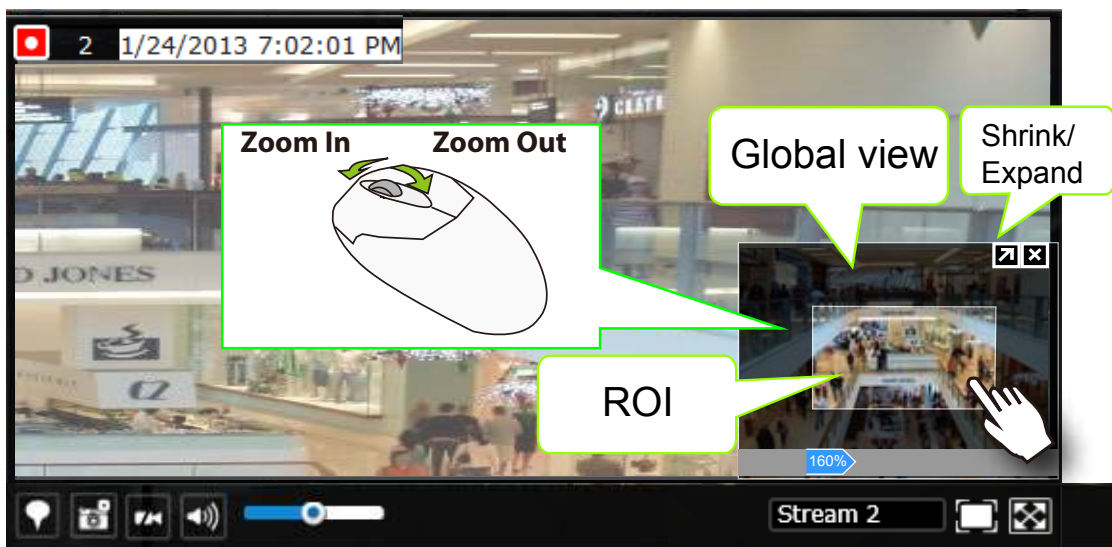 2 1/24/2013 7:02:01 PM
Zoom In Zoom Out
Global view
Shrink/
Expand
D JONES
ROI
160%
Stream 2